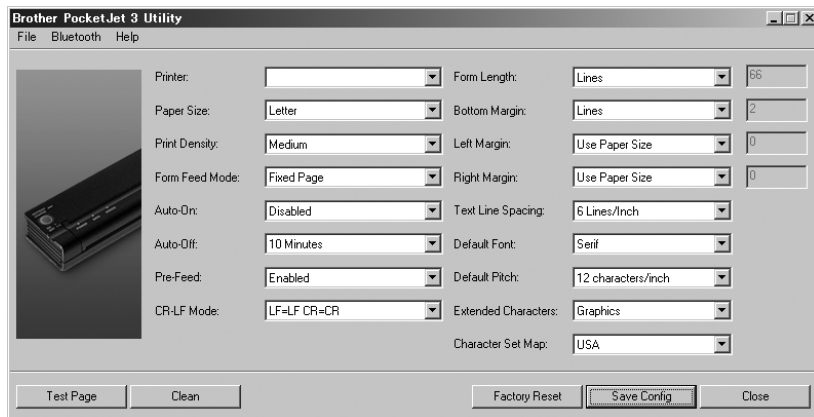 Brother PocketJet 3 Utility
File Bluetooth Help
Printer:
Paper Size: Letter
Print Density: Medium
Form Feed Mode: Fixed Page
Auto-On: Disabled
Auto-Off: 10 Minutes
Pre-Feed: Enabled
CR-LF Mode: LF=LF CR=CR
Form Length: Lines 66
Bottom Margin: Lines 2
Left Margin: Use Paper Size 0
Right Margin: Use Paper Size 0
Text Line Spacing: 6 Lines/Inch
Default Font: Serif
Default Pitch: 12 characters/inch
Extended Characters: Graphics
Character Set Map: USA
Test Page Clean Factory Reset Save Config Close